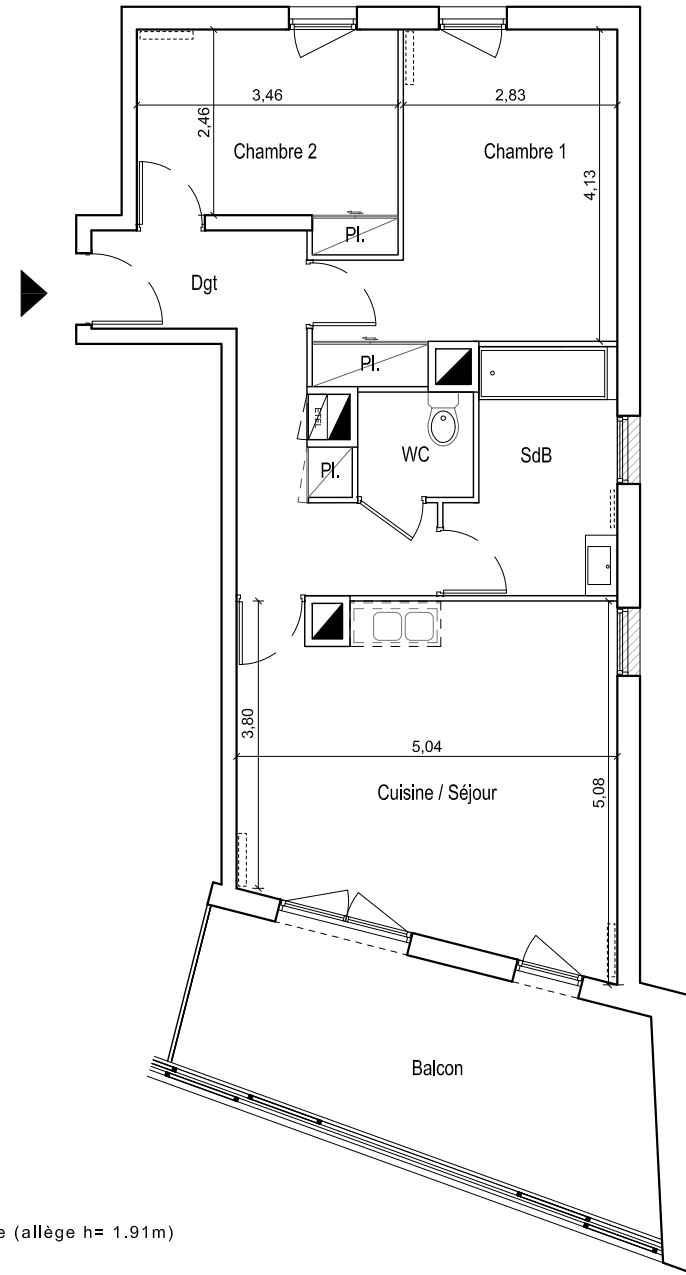 3,46
2,83
2,46
Chambre 2
Chambre 1
4,13
Pl.
Dgt
Pl.
ETEL
WC
SdB
Pl.
3,80
5,04
Cuisine / Séjour
5,08
Balcon
e (allège h= 1.91m)